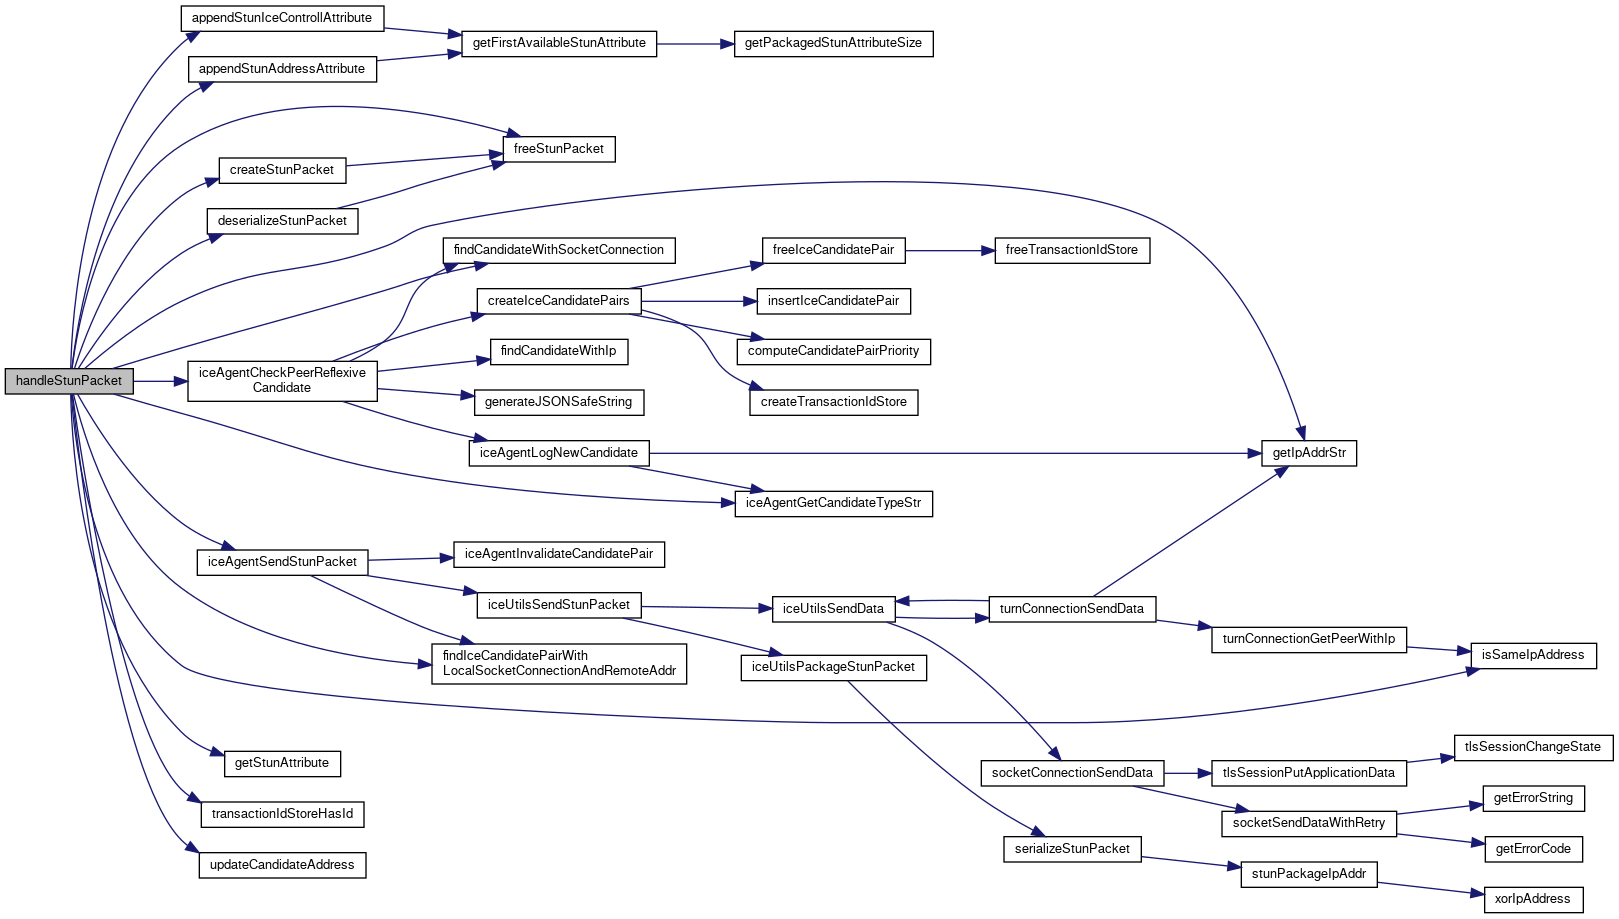 appendStunIceControllAttribute
getFirstAvailableStunAttribute
getPackagedStunAttributeSize
appendStunAddressAttribute
freeStunPacket
createStunPacket
deserializeStunPacket
findCandidateWithSocketConnection
freeIceCandidatePair
freeTransactionIdStore
createIceCandidatePairs
insertIceCandidatePair
findCandidateWithIp
computeCandidatePairPriority
handleStunPacket
iceAgentCheckPeerReflexive
Candidate
generateJSONSafeString
createTransactionIdStore
iceAgentLogNewCandidate
getIpAddrStr
iceAgentGetCandidateTypeStr
iceAgentSendStunPacket
iceAgentInvalidateCandidatePair
iceUtilsSendStunPacket
iceUtilsSendData
turnConnectionSendData
turnConnectionGetPeerWithIp
isSameIpAddress
findIceCandidatePairWith
LocalSocketConnectionAndRemoteAddr
iceUtilsPackageStunPacket
getStunAttribute
socketConnectionSendData
tlsSessionPutApplicationData
tlsSessionChangeState
transactionIdStoreHasId
socketSendDataWithRetry
getErrorString
getErrorCode
updateCandidateAddress
serializeStunPacket
stunPackageIpAddr
xorIpAddress